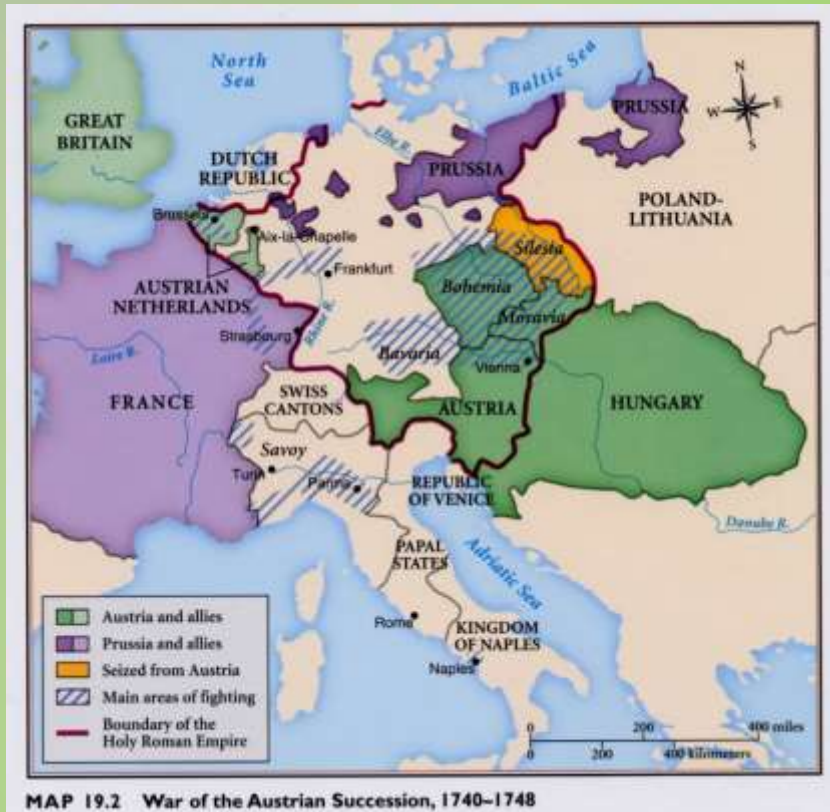 North
Sea
Baltic Sea
N
W
E
S
GREAT
BRITAIN
Elbe R.
PRUSSIA
DUTCH
REPUBLIC
PRUSSIA
POLAND-
LITHUANIA
Brussels
Aix-la-Chapelle
Silesia
AUSTRIAN
NETHERLANDS
Frankfurt
Bohemia
Moravia
Strasbourg
Rhine R.
Bavaria
Vienna
Loire R.
FRANCE
SWISS
CANTONS
AUSTRIA
HUNGARY
Savoy
Turin
Parma
REPUBLIC
OF VENICE
Danube R.
PAPAL
STATES
Adriatic Sea
Rome
KINGDOM
OF NAPLES
Naples
Austria and allies
Prussia and allies
Seized from Austria
Main areas of fighting
Boundary of the
Holy Roman Empire
0 200 400 miles
0 200 400 kilometers
MAP 19.2 War of the Austrian Succession, 1740–1748